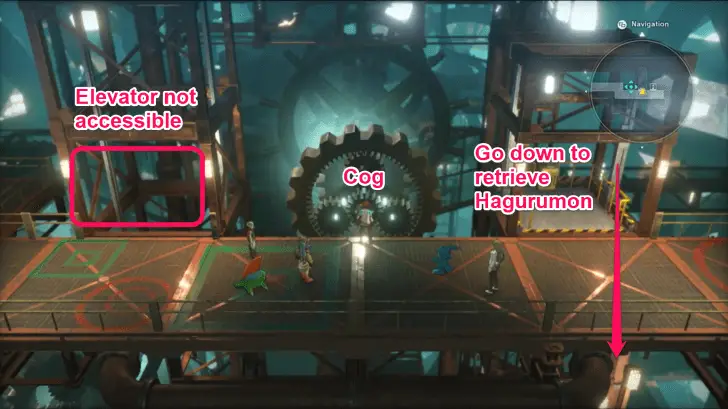 Navigation
Elevator not
accessible
Cog
Go down to
retrieve
Hagurumon